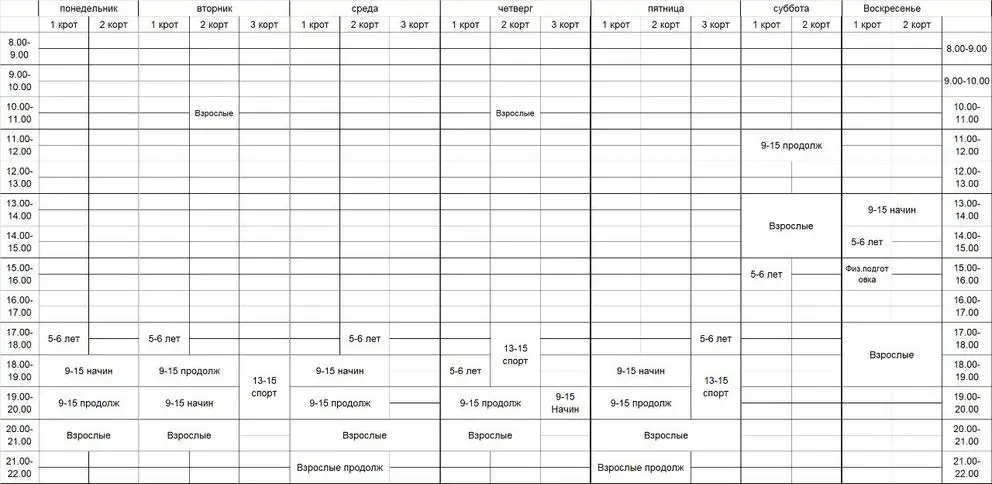 понедельник вторник среда четверг пятница суббота Воскресенье
1 крот 2 корт 1 крот 2 корт 3 корт 1 крот 2 корт 3 корт 1 крот 2 корт 3 корт 1 крот 2 корт 3 корт 1 крот 2 корт 1 крот 2 корт
8.00-
9.00
8.00-9.00
9.00-
10.00
9.00-10.00
10.00-
11.00
Взрослые Взрослые
10.00-
11.00
11.00-
12.00
9-15 продолж
11.00-
12.00
12.00-
13.00
12.00-
13.00
13.00-
14.00
9-15 начин
13.00-
14.00
Взрослые
14.00-
15.00
5-6 лет
14.00-
15.00
15.00-
16.00
5-6 лет
Физ.подгот
овка
15.00-
16.00
16.00-
17.00
16.00-
17.00
17.00-
18.00
5-6 лет 5-6 лет 5-6 лет
13-15
спорт
5-6 лет
17.00-
18.00
Взрослые
18.00-
19.00
9-15 начин 9-15 продолж
13-15
спорт
9-15 начин 5-6 лет 9-15 начин
13-15
спорт
18.00-
19.00
19.00-
20.00
9-15 продолж 9-15 начин 9-15 продолж 9-15 продолж
9-15
Начин
9-15 продолж
19.00-
20.00
20.00-
21.00
Взрослые Взрослые Взрослые Взрослые Взрослые
20.00-
21.00
21.00-
22.00
Взрослые продолж Взрослые продолж
21.00-
22.00